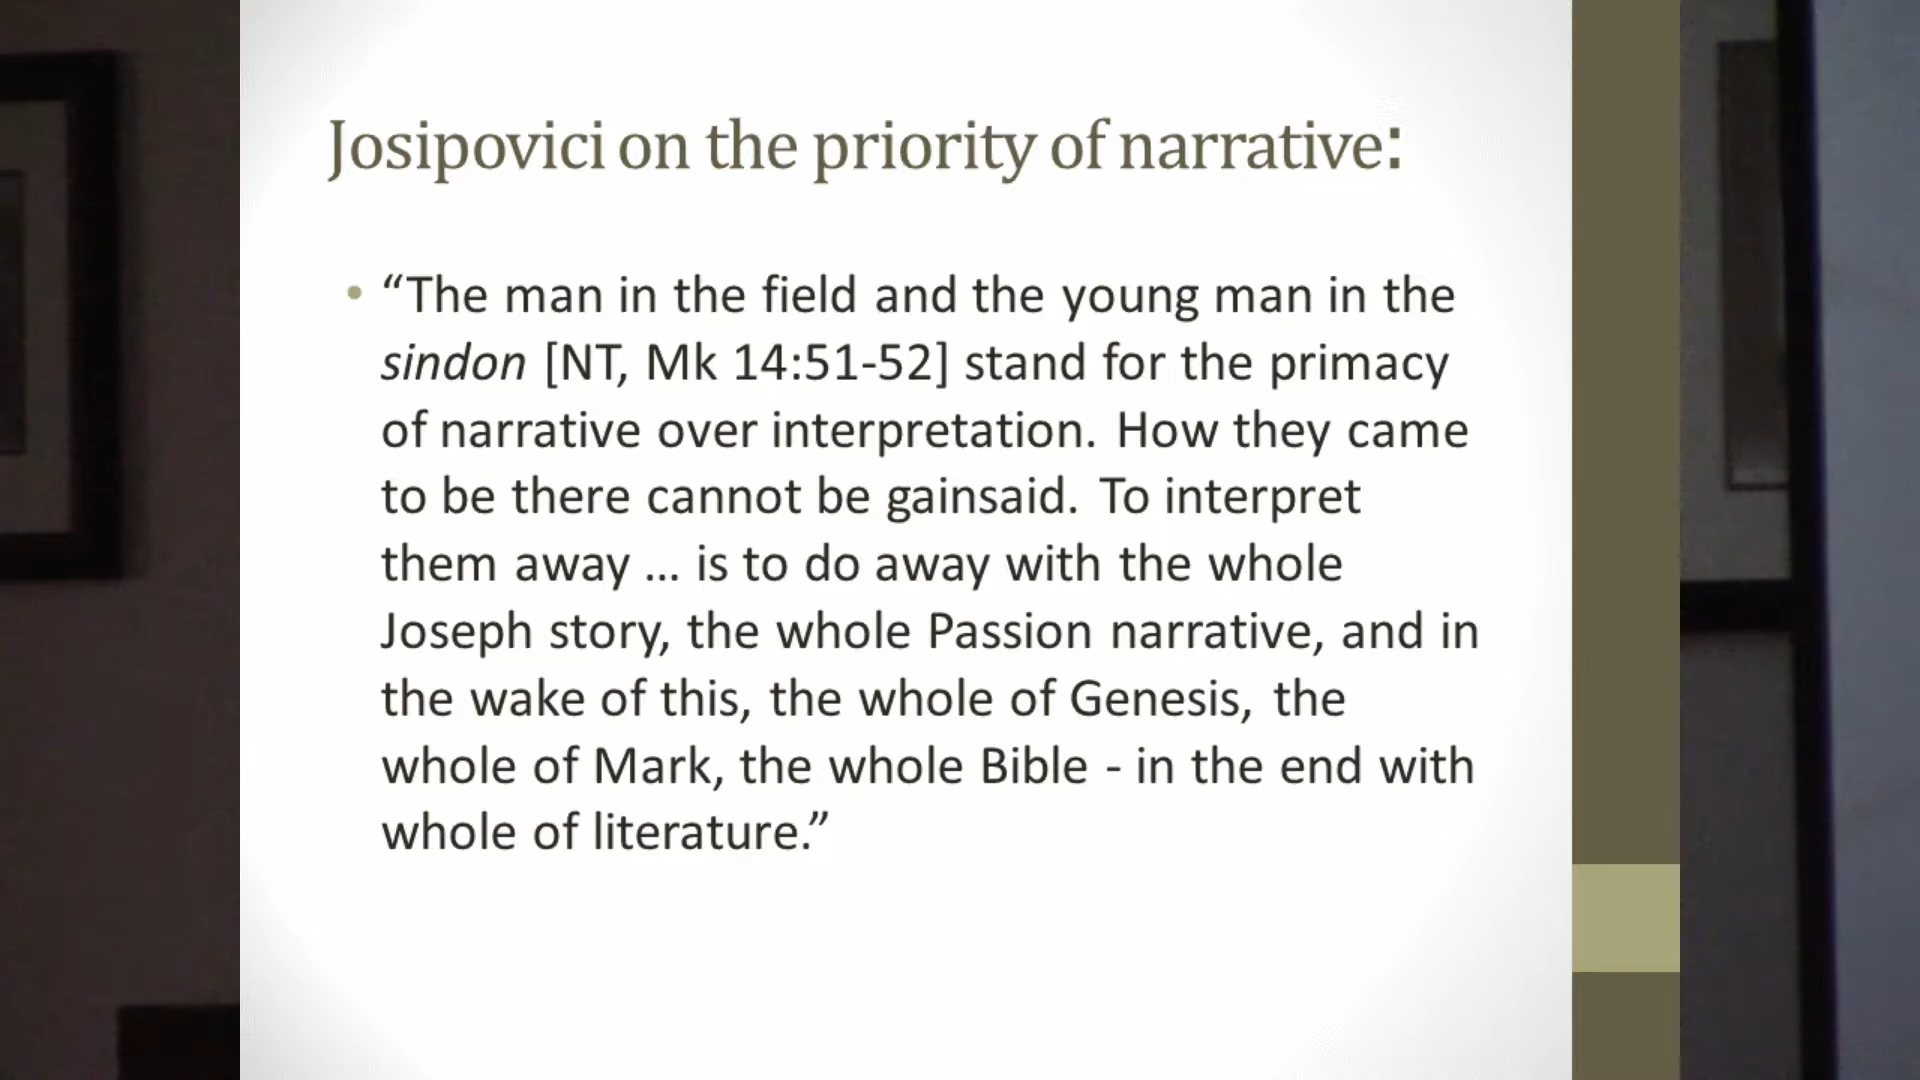 Josipovici on the priority of narrative:
• “The man in the field and the young man in the
sindon [NT, Mk 14:51-52] stand for the primacy
of narrative over interpretation. How they came
to be there cannot be gainsaid. To interpret
them away ... is to do away with the whole
Joseph story, the whole Passion narrative, and in
the wake of this, the whole of Genesis, the
whole of Mark, the whole Bible - in the end with
whole of literature.”